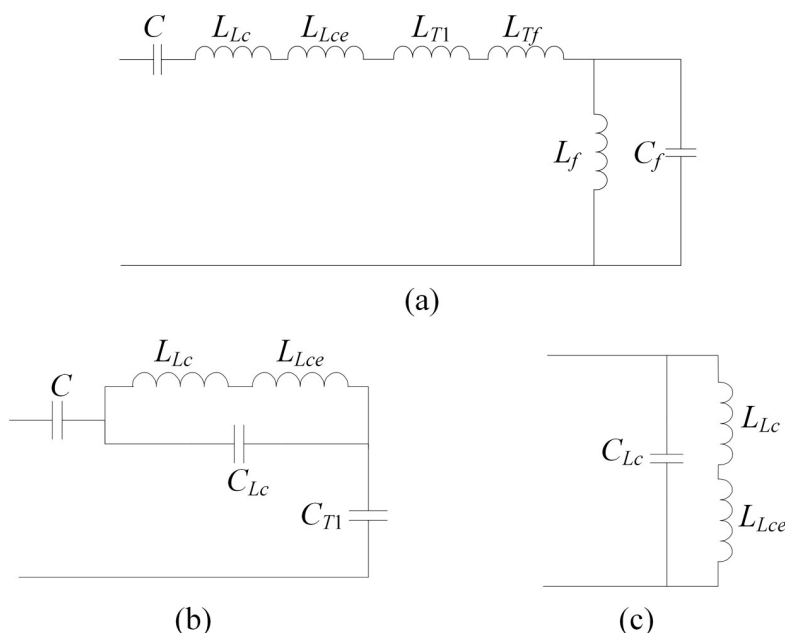 C L_Lc L_Lce L_T1 L_Tf
L_f C_f
(a)
L_Lc L_Lce
C
C_Lc
C_T1
(b)
C_Lc L_Lc
L_Lce
(c)